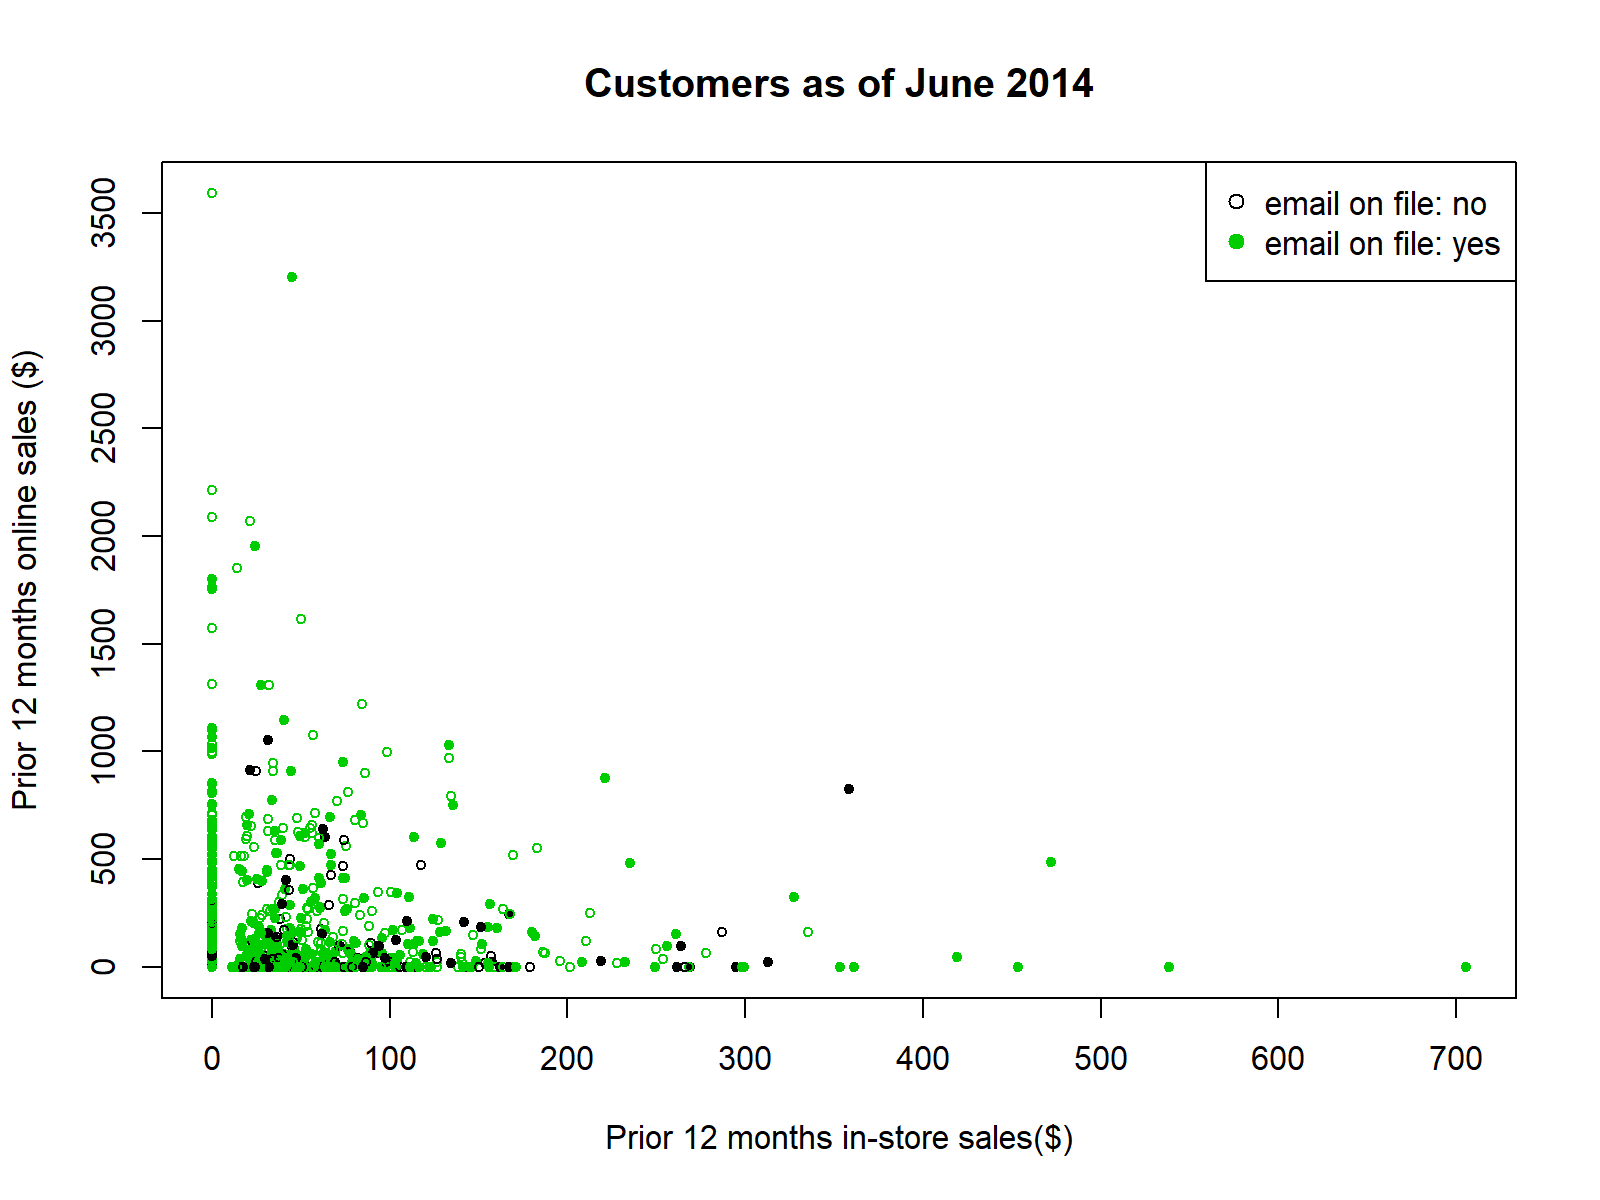 Customers as of June 2014
email on file: no
email on file: yes
Prior 12 months online sales ($)
3500
3000
2500
2000
1500
1000
500
0
0 100 200 300 400 500 600 700
Prior 12 months in-store sales($)